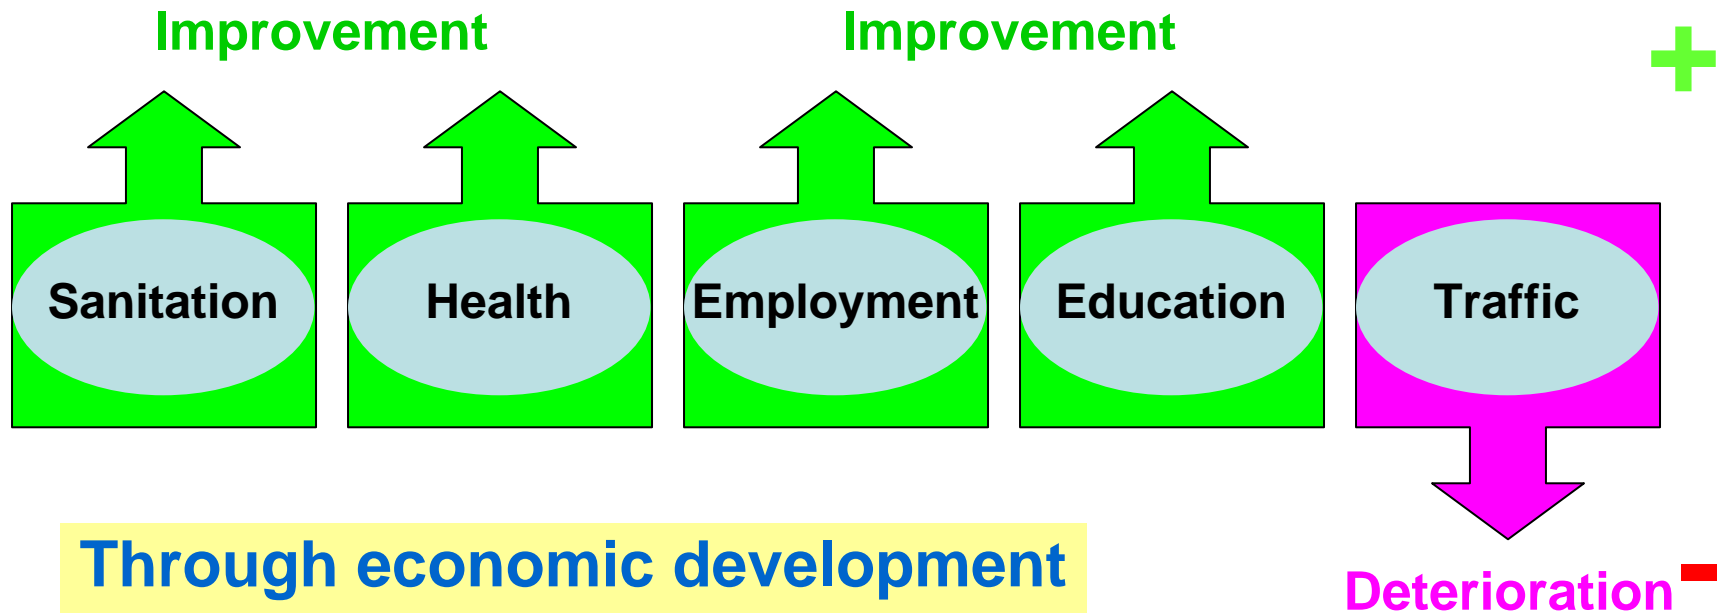 Improvement Improvement +
Sanitation Health Employment Education Traffic
Through economic development
Deterioration -